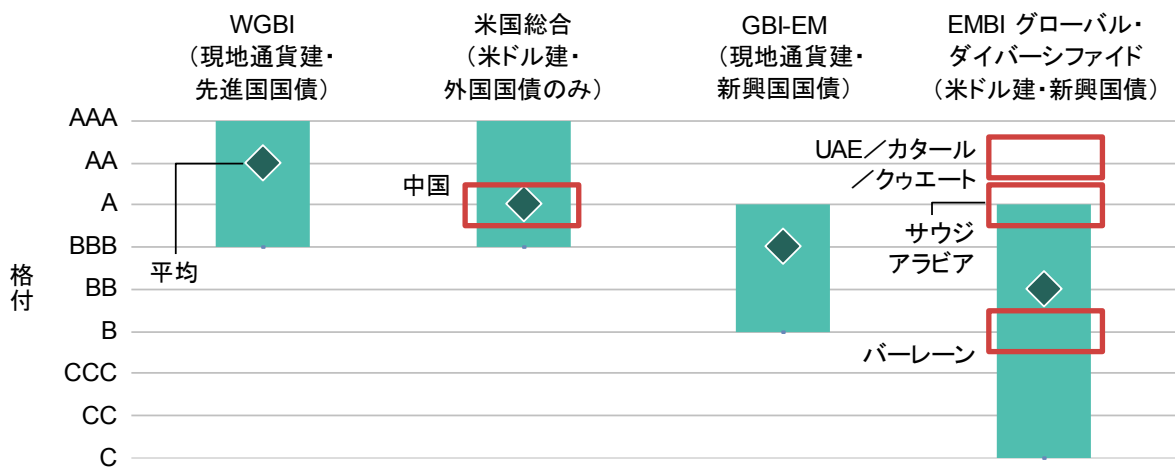 WGBI
（現地通貨建・
先進国国債）
米国総合
（米ドル建・
外国国債のみ）
GBI-EM
（現地通貨建・
新興国国債）
EMBI グローバル・
ダイバーシファイド
（米ドル建・新興国債）
格付
AAA
AA
A
BBB
BB
B
CCC
CC
C
平均
中国
UAE／カタール
／クゥエート
サウジ
アラビア
バーレーン